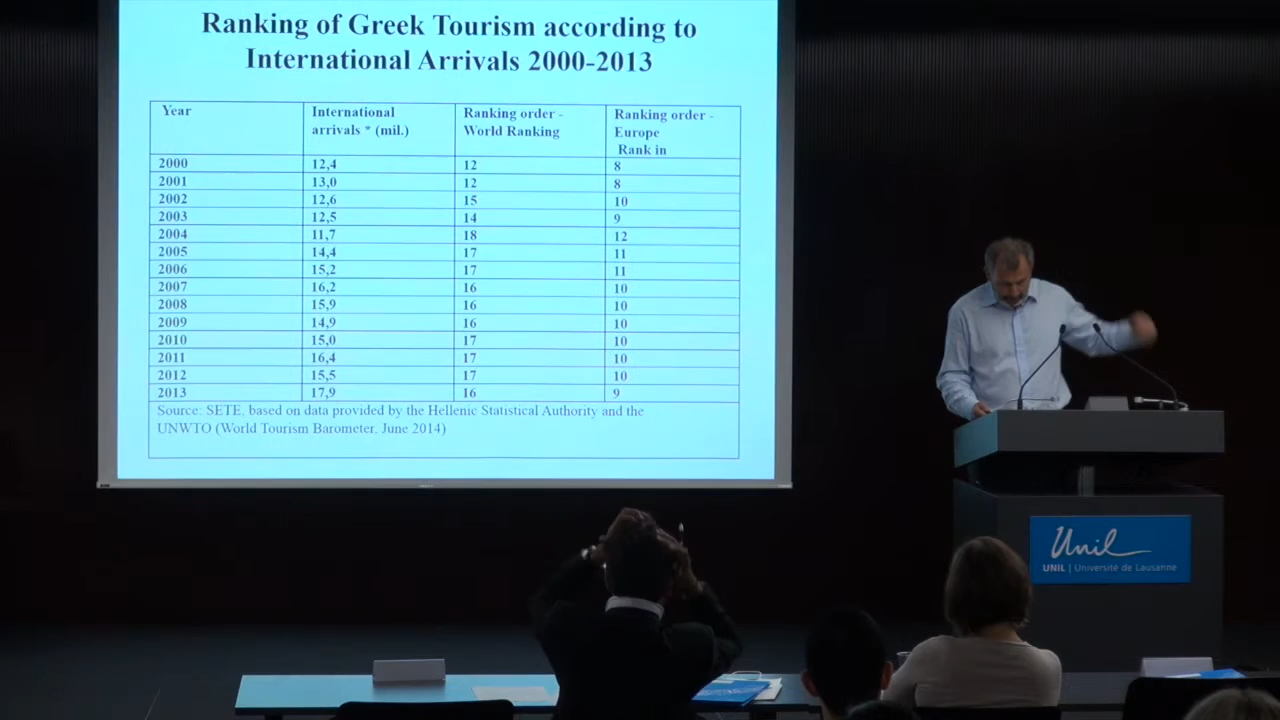 Ranking of Greek Tourism according to
International Arrivals 2000-2013
Year International arrivals * (mil.) Ranking order - World Ranking Ranking order - Europe Rank in
2000 12,4 12 8
2001 13,0 12 8
2002 12,6 15 10
2003 12,5 14 9
2004 11,7 18 12
2005 14,4 17 11
2006 15,2 17 11
2007 16,2 16 10
2008 15,9 16 10
2009 14,9 16 10
2010 15,0 17 10
2011 16,4 17 10
2012 15,5 17 10
2013 17,9 16 9
Source: SETE, based on data provided by the Hellenic Statistical Authority and the
UNWTO (World Tourism Barometer, June 2014)
Unil
UNIL | Université de Lausanne